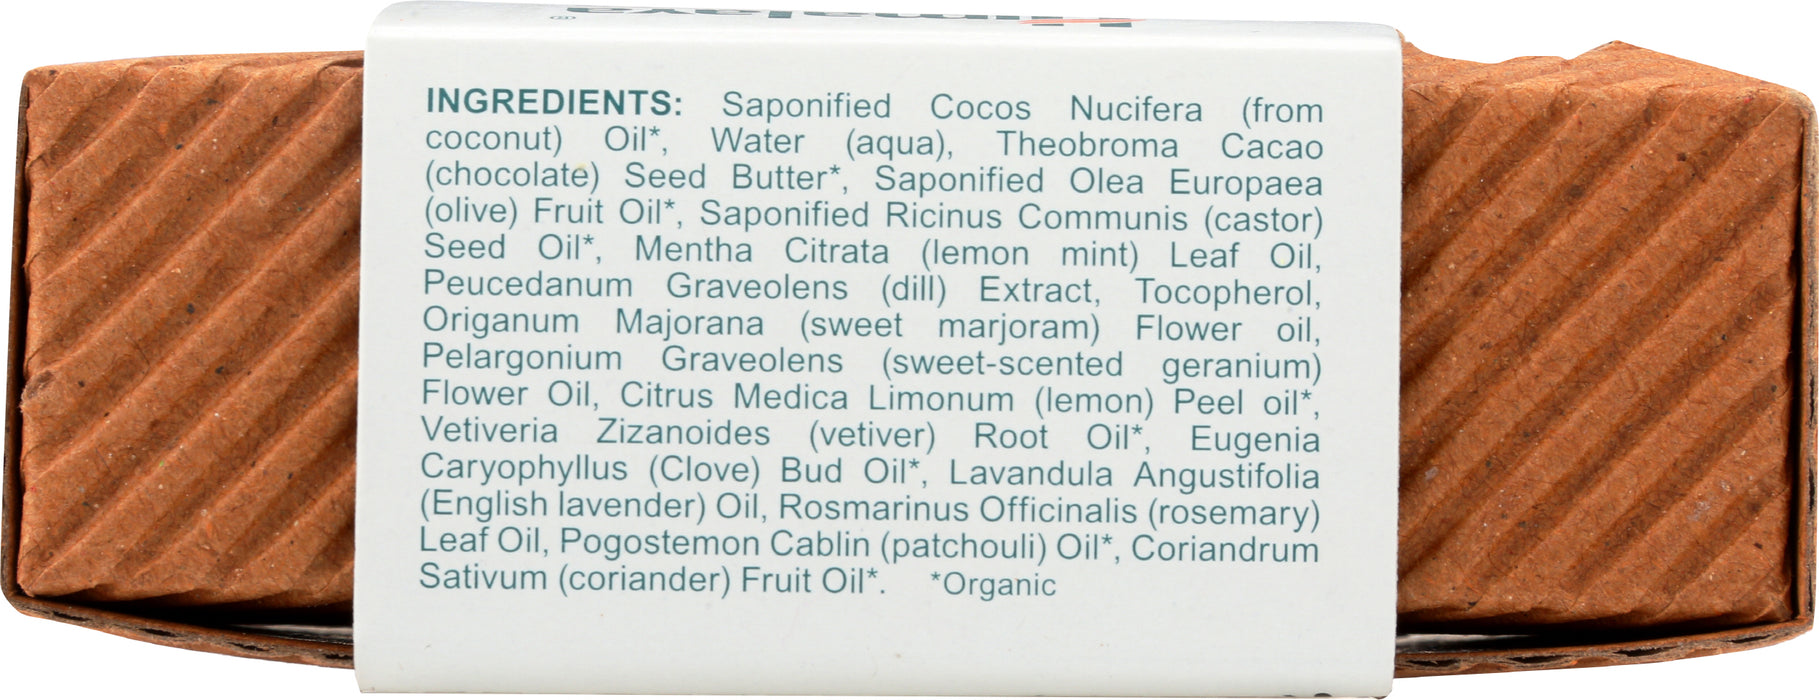 Himalaya®
INGREDIENTS: Saponified Cocos Nucifera (from
coconut) Oil*, Water (aqua), Theobroma Cacao
(chocolate) Seed Butter*, Saponified Olea Europaea
(olive) Fruit Oil*, Saponified Ricinus Communis (castor)
Seed Oil*, Mentha Citrata (lemon mint) Leaf Oil,
Peucedanum Graveolens (dill) Extract, Tocopherol,
Origanum Majorana (sweet marjoram) Flower oil,
Pelargonium Graveolens (sweet-scented geranium)
Flower Oil, Citrus Medica Limonum (lemon) Peel oil*,
Vetiveria Zizanoides (vetiver) Root Oil*, Eugenia
Caryophyllus (Clove) Bud Oil*, Lavandula Angustifolia
(English lavender) Oil, Rosmarinus Officinalis (rosemary)
Leaf Oil, Pogostemon Cablin (patchouli) Oil*, Coriandrum
Sativum (coriander) Fruit Oil*. *Organic